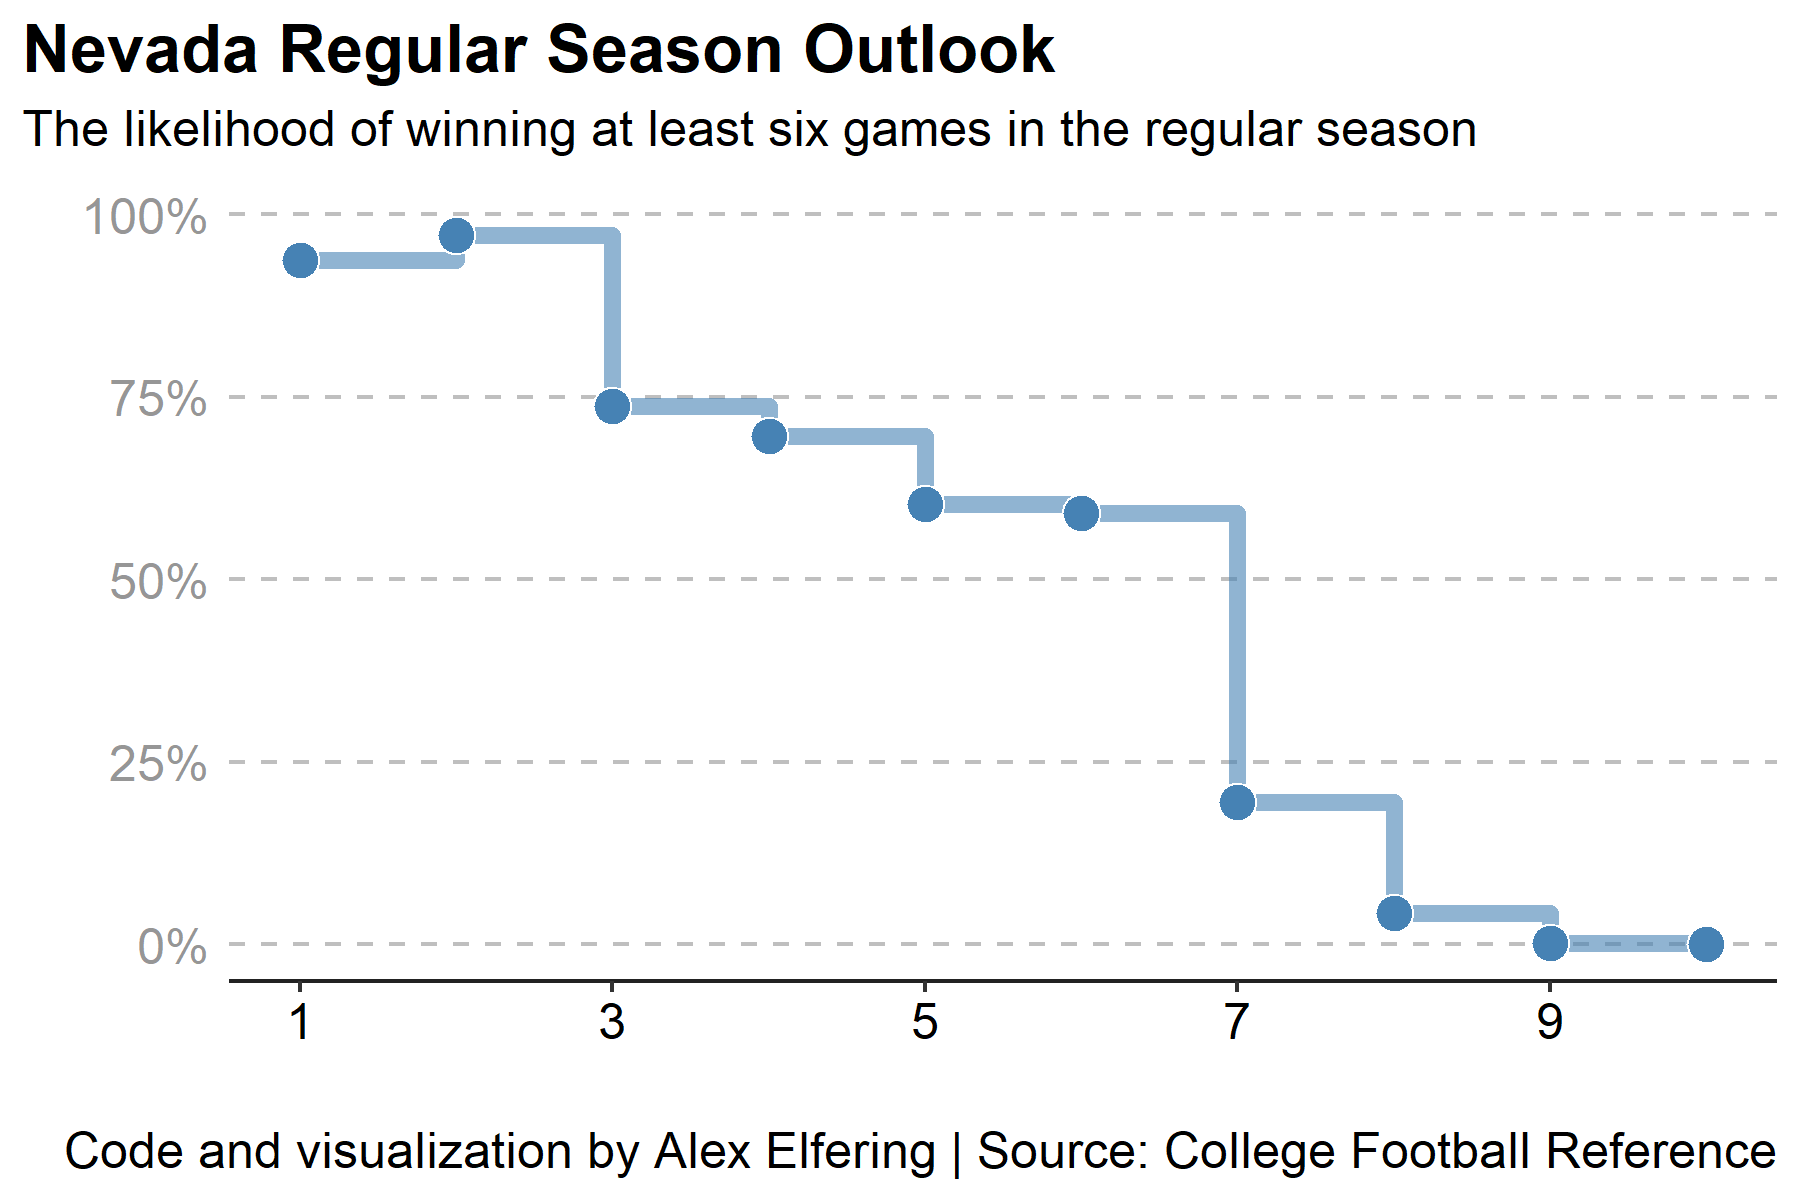 Nevada Regular Season Outlook
The likelihood of winning at least six games in the regular season
100%
75%
50%
25%
0%
1 3 5 7 9
Code and visualization by Alex Elfering | Source: College Football Reference